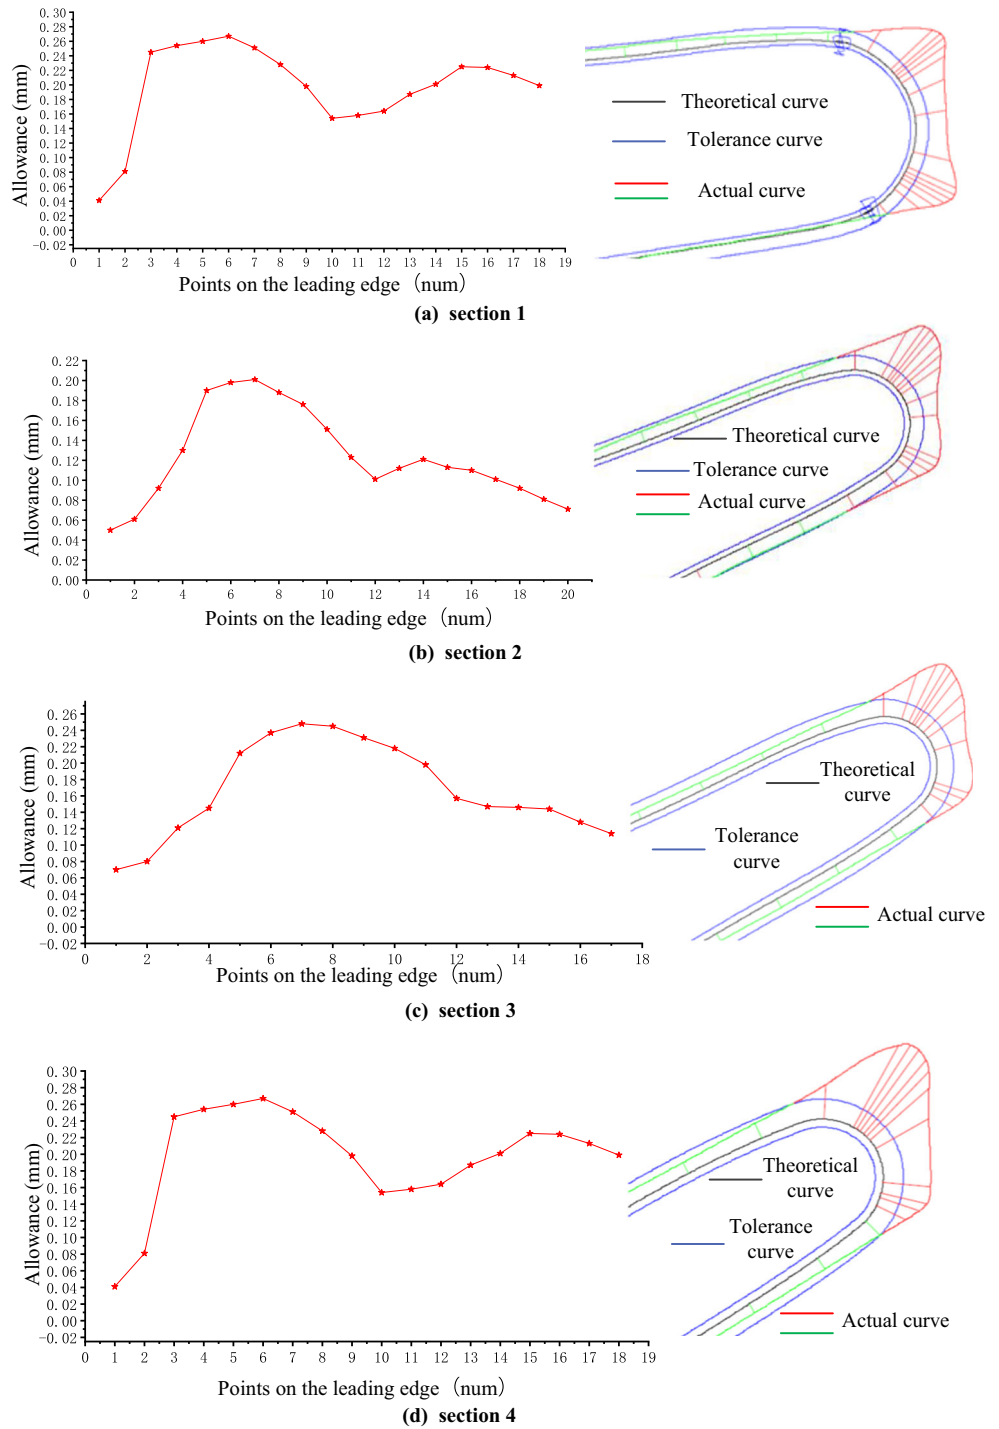 0.30
0.28
0.26
0.24
0.22
0.20
0.18
0.16
0.14
0.12
0.10
0.08
0.06
0.04
0.02
0.00
-0.02
Allowance (mm)
0 1 2 3 4 5 6 7 8 9 10 11 12 13 14 15 16 17 18 19
Points on the leading edge（num）
Theoretical curve
Tolerance curve
Actual curve
(a) section 1
0.22
0.20
0.18
0.16
0.14
0.12
0.10
0.08
0.06
0.04
0.02
0.00
Allowance (mm)
0 2 4 6 8 10 12 14 16 18 20
Points on the leading edge（num）
Theoretical curve
Tolerance curve
Actual curve
(b) section 2
0.26
0.24
0.22
0.20
0.18
0.16
0.14
0.12
0.10
0.08
0.06
0.04
0.02
0.00
-0.02
Allowance (mm)
0 2 4 6 8 10 12 14 16 18
Points on the leading edge（num）
Theoretical
curve
Tolerance
curve
Actual curve
(c) section 3
0.30
0.28
0.26
0.24
0.22
0.20
0.18
0.16
0.14
0.12
0.10
0.08
0.06
0.04
0.02
0.00
-0.02
Allowance (mm)
0 1 2 3 4 5 6 7 8 9 10 11 12 13 14 15 16 17 18 19
Points on the leading edge（num）
Theoretical
curve
Tolerance
curve
Actual curve
(d) section 4